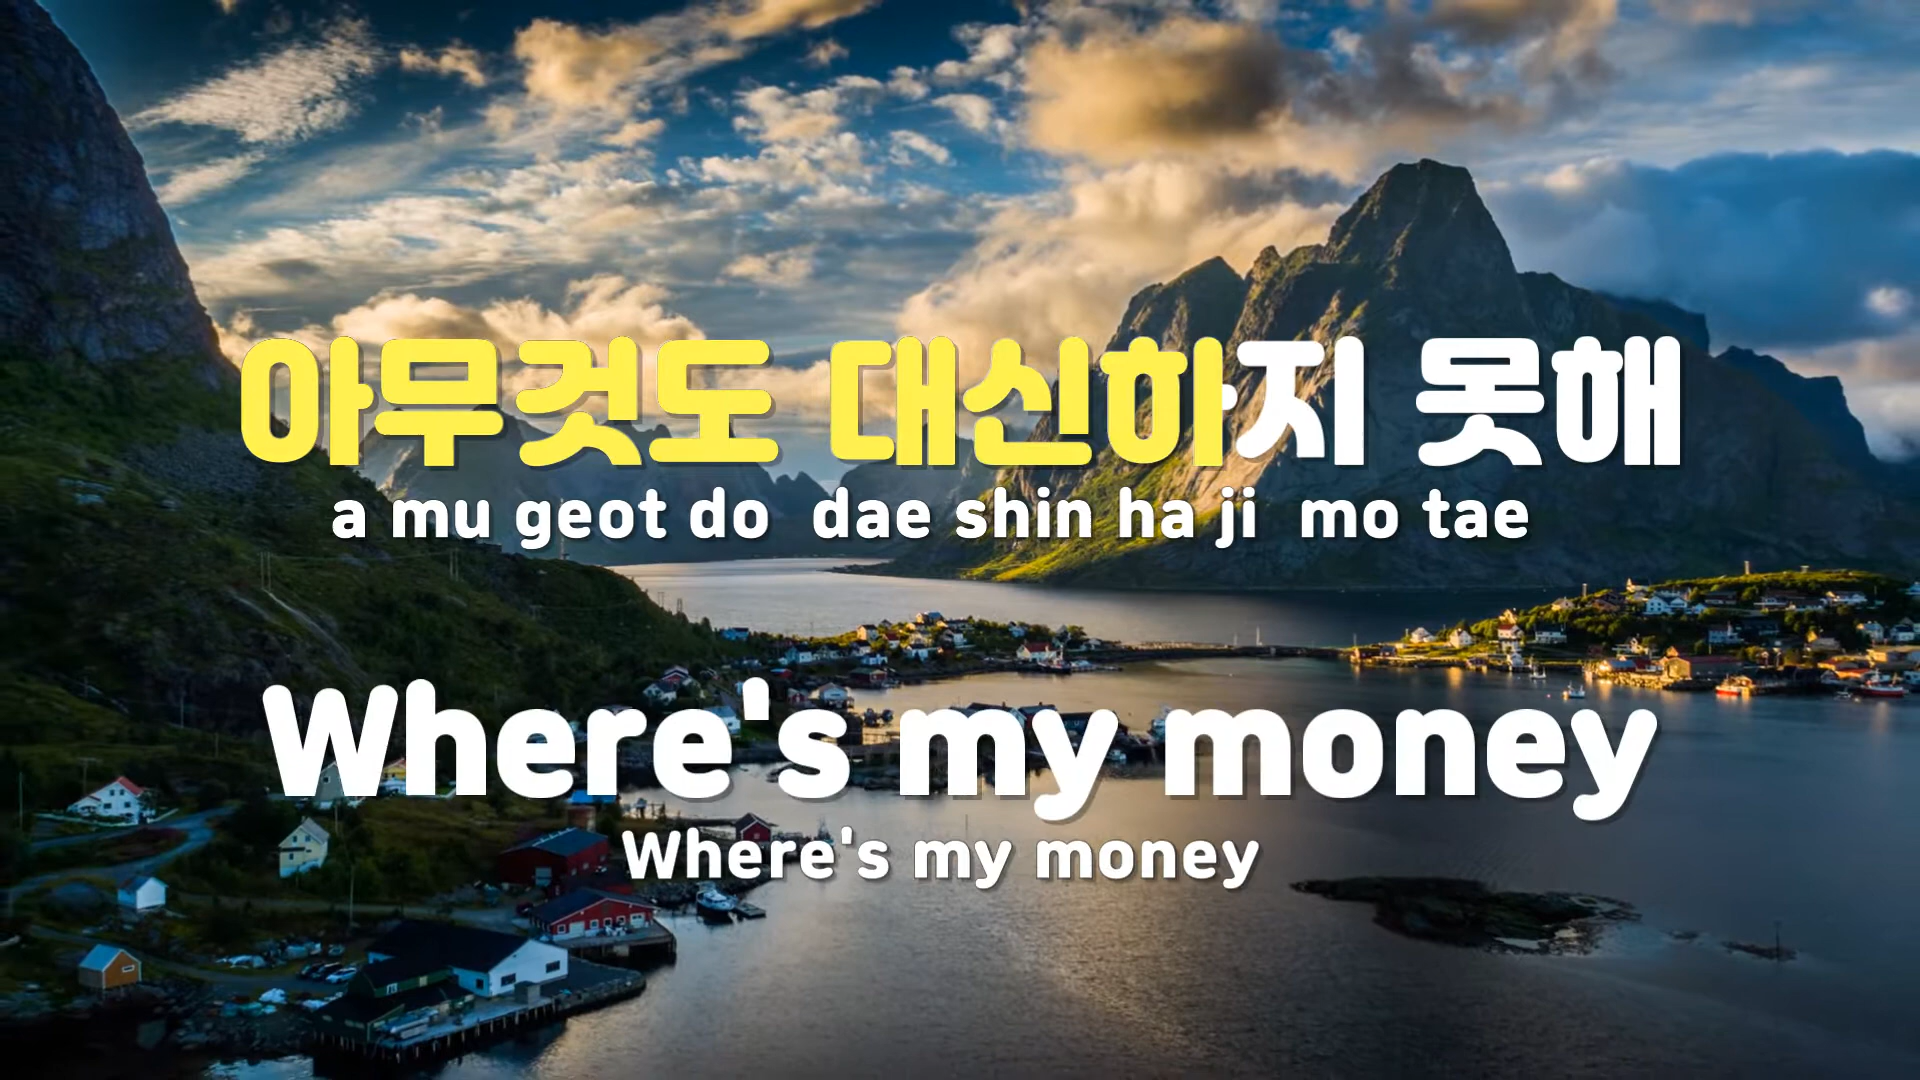 아무것도 대신하지 못해
a mu geot do dae shin ha ji mo tae
Where's my money
Where's my money